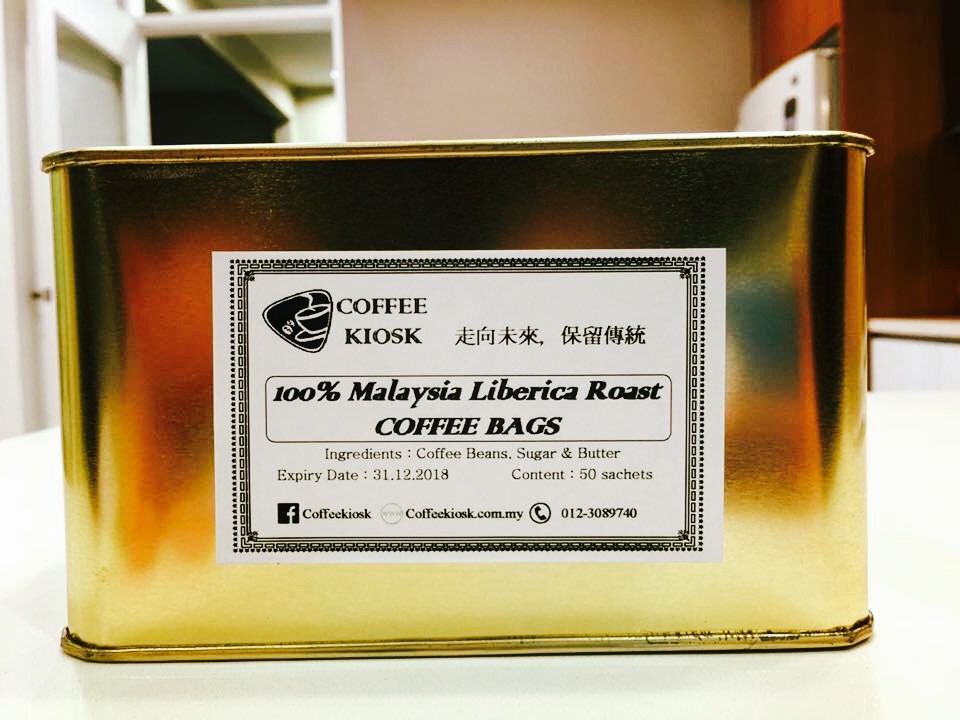 COFFEE
KIOSK 走向未來, 保留傳統
100% Malaysia Liberica Roast
COFFEE BAGS
Ingredients : Coffee Beans, Sugar & Butter
Expiry Date : 31.12.2018 Content : 50 sachets
Coffeekiosk www Coffeekiosk.com.my 012-3089740